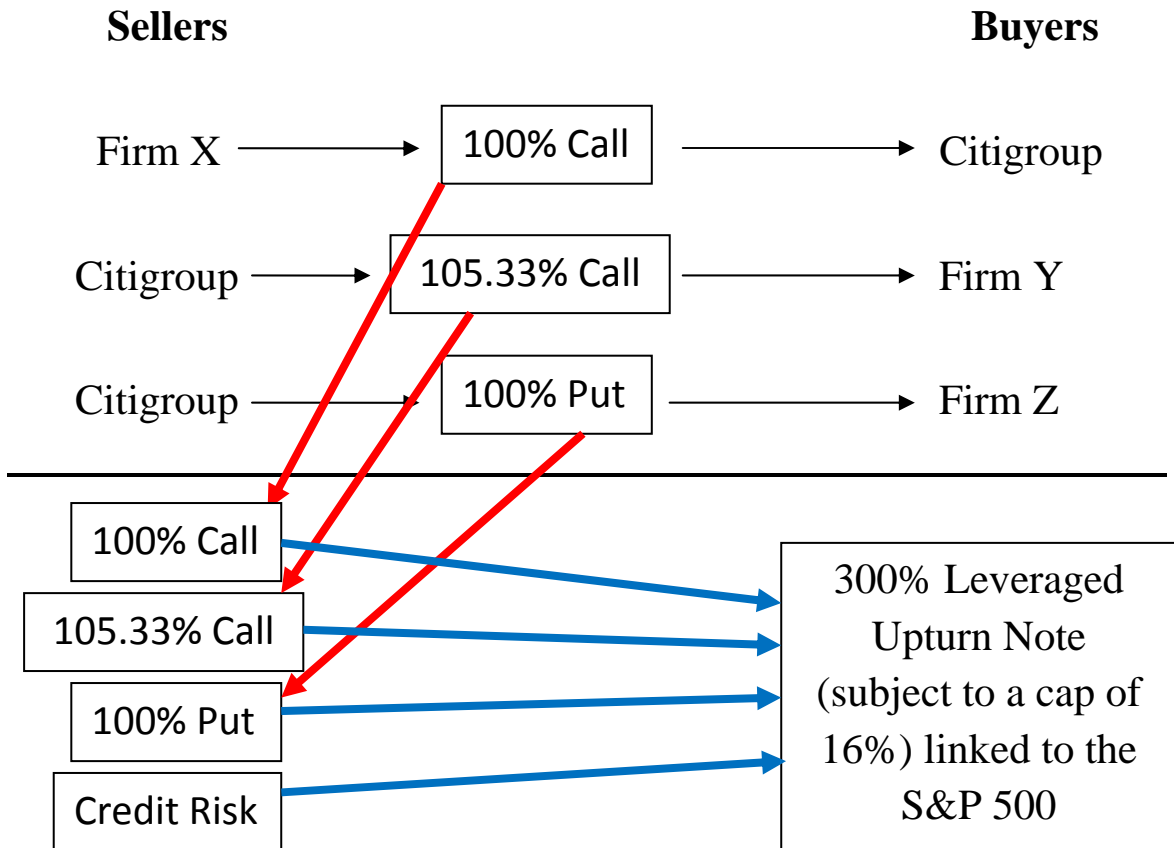 Sellers
Buyers
Firm X
100% Call
Citigroup
Citigroup
105.33% Call
Firm Y
Citigroup
100% Put
Firm Z
100% Call
105.33% Call
100% Put
Credit Risk
300% Leveraged
Upturn Note
(subject to a cap of
16%) linked to the
S&P 500